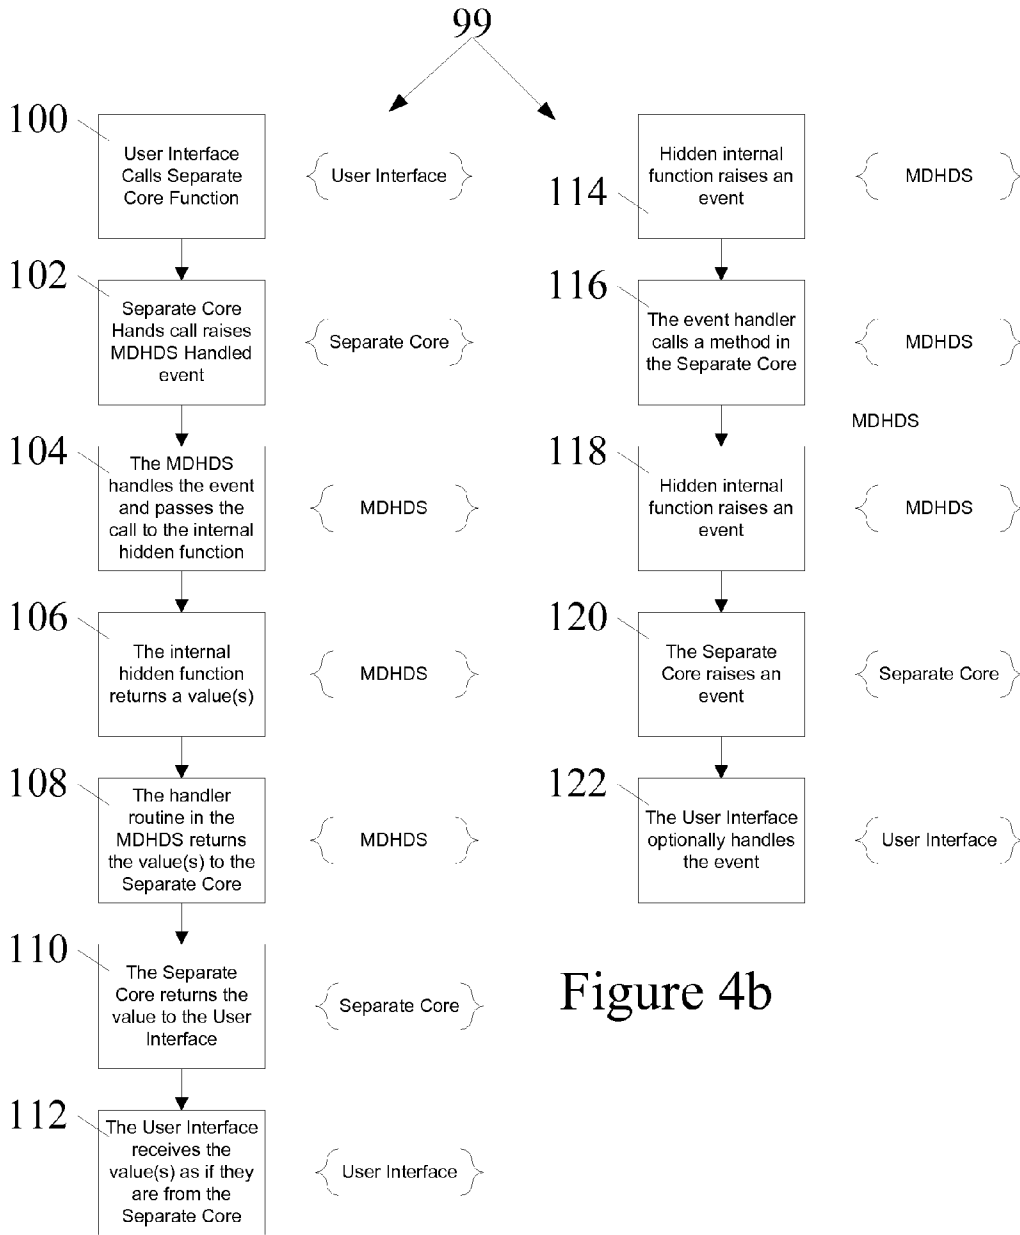 99
100
User Interface
Calls Separate
Core Function
User Interface
102
Separate Core
Hands call raises
MDHDS Handled
event
Separate Core
104
The MDHDS
handles the event
and passes the
call to the internal
hidden function
MDHDS
106
The internal
hidden function
returns a value(s)
MDHDS
108
The handler
routine in the
MDHDS returns
the value(s) to the
Separate Core
MDHDS
110
The Separate
Core returns the
value to the User
Interface
Separate Core
112
The User Interface
receives the
value(s) as if they
are from the
Separate Core
User Interface
114
Hidden internal
function raises an
event
MDHDS
116
The event handler
calls a method in
the Separate Core
MDHDS
MDHDS
118
Hidden internal
function raises an
event
MDHDS
120
The Separate
Core raises an
event
Separate Core
122
The User Interface
optionally handles
the event
User Interface
Figure 4b